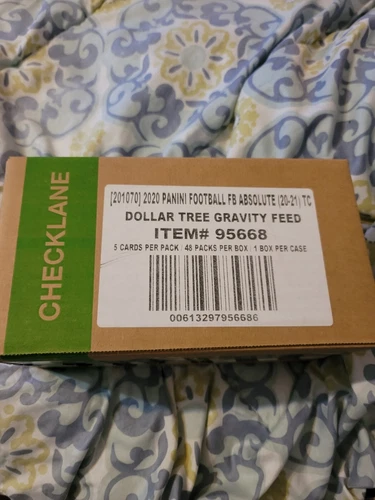 CHECKLANE
[201070] 2020 PANINI FOOTBALL FB ABSOLUTE (20-21) TC
DOLLAR TREE GRAVITY FEED
ITEM# 95668
5 CARDS PER PACK 48 PACKS PER BOX 1 BOX PER CASE
00613297956686